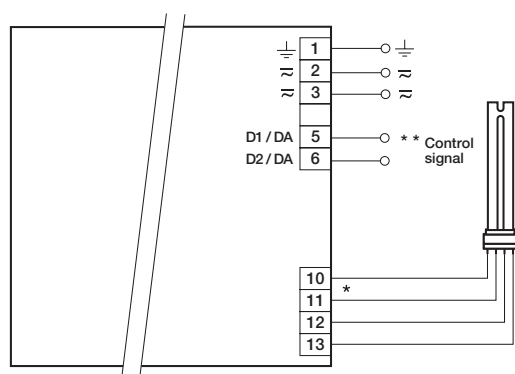 1
≂ 2 ≂
≂ 3 ≂
D1 / DA 5 * * Control
D2 / DA 6 signal
10
11 *
12
13